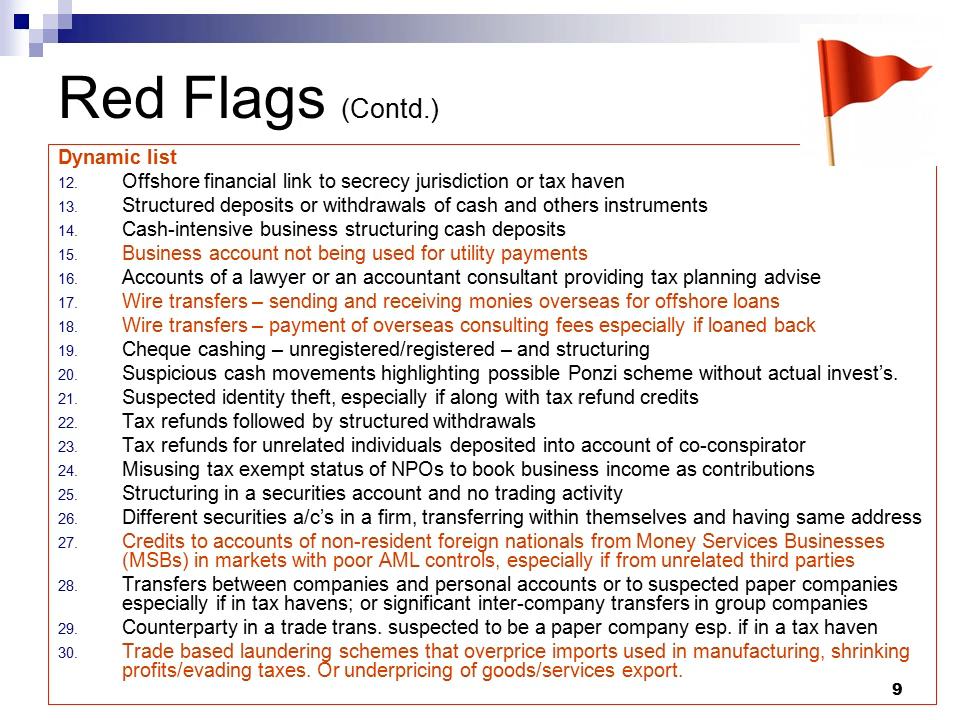 Red Flags (Contd.)
Dynamic list
12. Offshore financial link to secrecy jurisdiction or tax haven
13. Structured deposits or withdrawals of cash and others instruments
14. Cash-intensive business structuring cash deposits
15. Business account not being used for utility payments
16. Accounts of a lawyer or an accountant consultant providing tax planning advise
17. Wire transfers – sending and receiving monies overseas for offshore loans
18. Wire transfers – payment of overseas consulting fees especially if loaned back
19. Cheque cashing – unregistered/registered – and structuring
20. Suspicious cash movements highlighting possible Ponzi scheme without actual invest’s.
21. Suspected identity theft, especially if along with tax refund credits
22. Tax refunds followed by structured withdrawals
23. Tax refunds for unrelated individuals deposited into account of co-conspirator
24. Misusing tax exempt status of NPOs to book business income as contributions
25. Structuring in a securities account and no trading activity
26. Different securities a/c’s in a firm, transferring within themselves and having same address
27. Credits to accounts of non-resident foreign nationals from Money Services Businesses
(MSBs) in markets with poor AML controls, especially if from unrelated third parties
28. Transfers between companies and personal accounts or to suspected paper companies
especially if in tax havens; or significant inter-company transfers in group companies
29. Counterparty in a trade trans. suspected to be a paper company esp. if in a tax haven
30. Trade based laundering schemes that overprice imports used in manufacturing, shrinking
profits/evading taxes. Or underpricing of goods/services export.
9